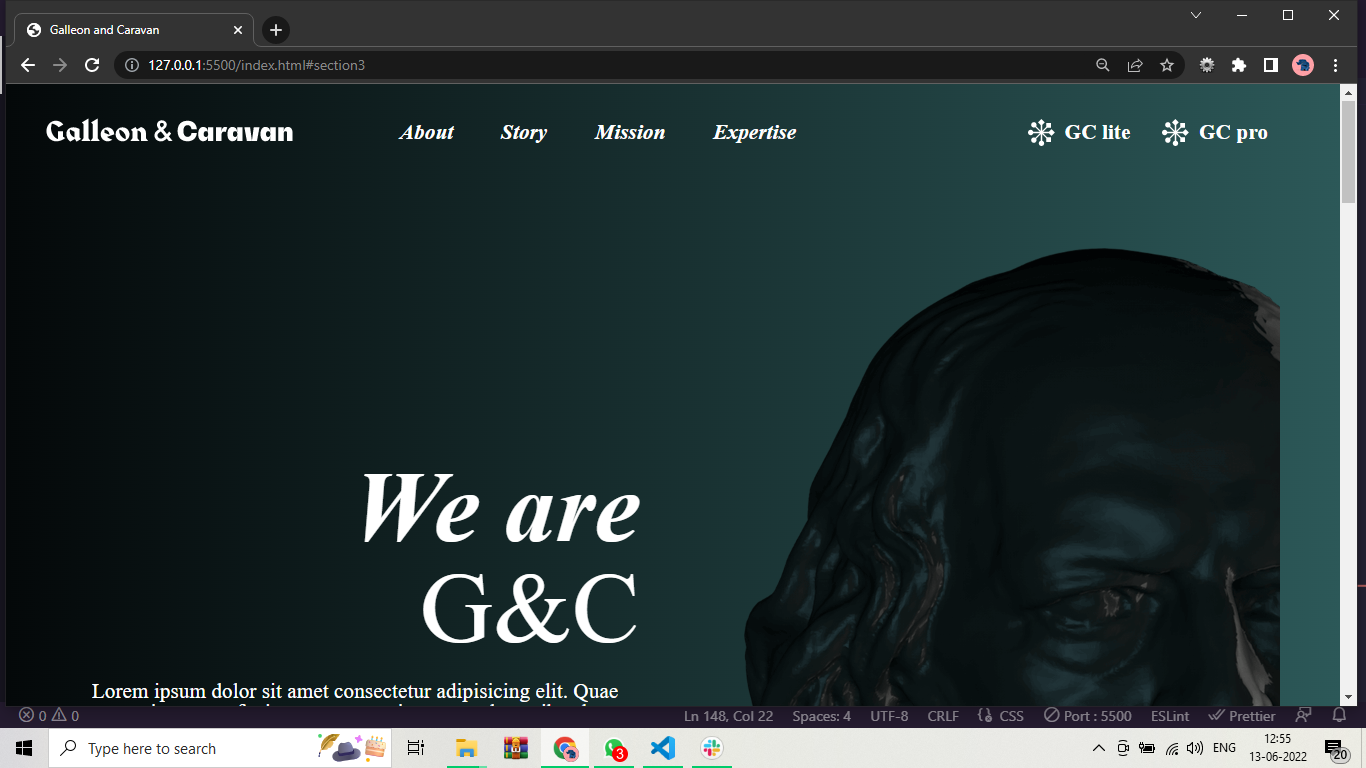 Galleon and Caravan
127.0.0.1:5500/index.html#section3
Galleon & Caravan
About Story Mission Expertise
GC lite GC pro
We are
G&C
Lorem ipsum dolor sit amet consectetur adipisicing elit. Quae
0 0 Ln 148, Col 22 Spaces: 4 UTF-8 CRLF CSS Port : 5500 ESLint Prettier
Type here to search
3
ENG
12:55
13-06-2022
20